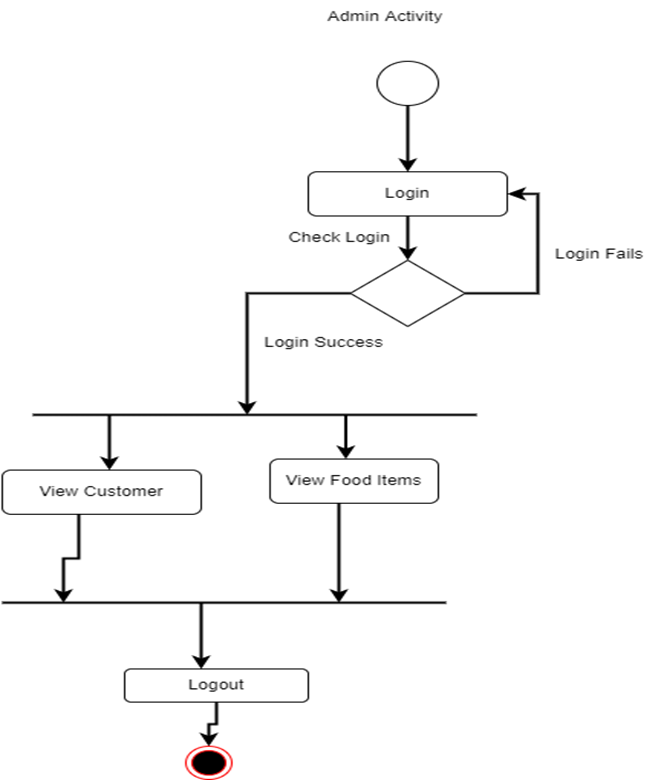 Admin Activity
Login
Check Login
Login Fails
Login Success
View Customer
View Food Items
Logout